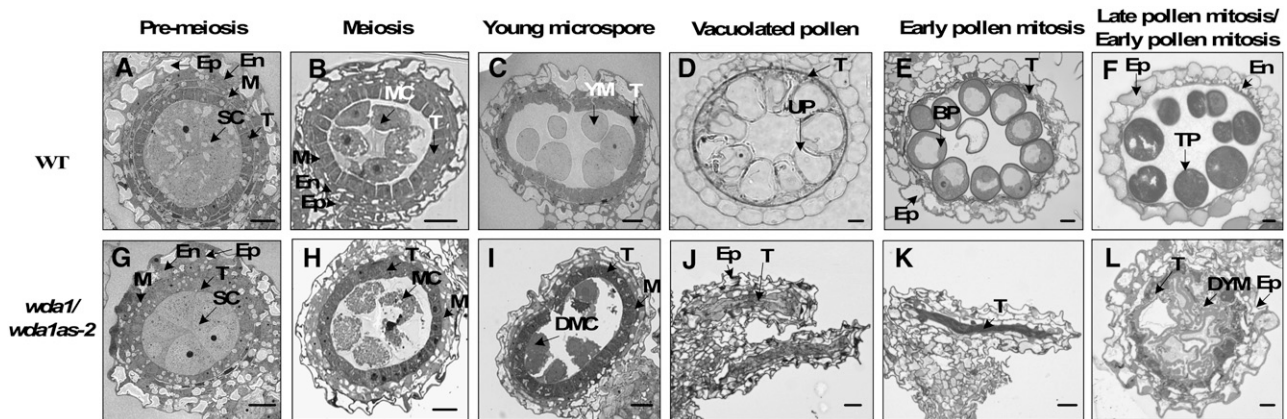 Pre-meiosis
Meiosis
Young microspore
Vacuolated pollen
Early pollen mitosis
Late pollen mitosis/
Early pollen mitosis
WT
A
Ep
En
M
SC
T
B
MC
T
M
En
Ep
C
YM
T
D
T
UP
E
T
BP
Ep
F
Ep
En
TP
wda1/
wda1as-2
G
En
Ep
M
T
SC
H
T
MC
M
I
T
M
DMC
J
Ep
T
K
T
L
T
DYM
Ep